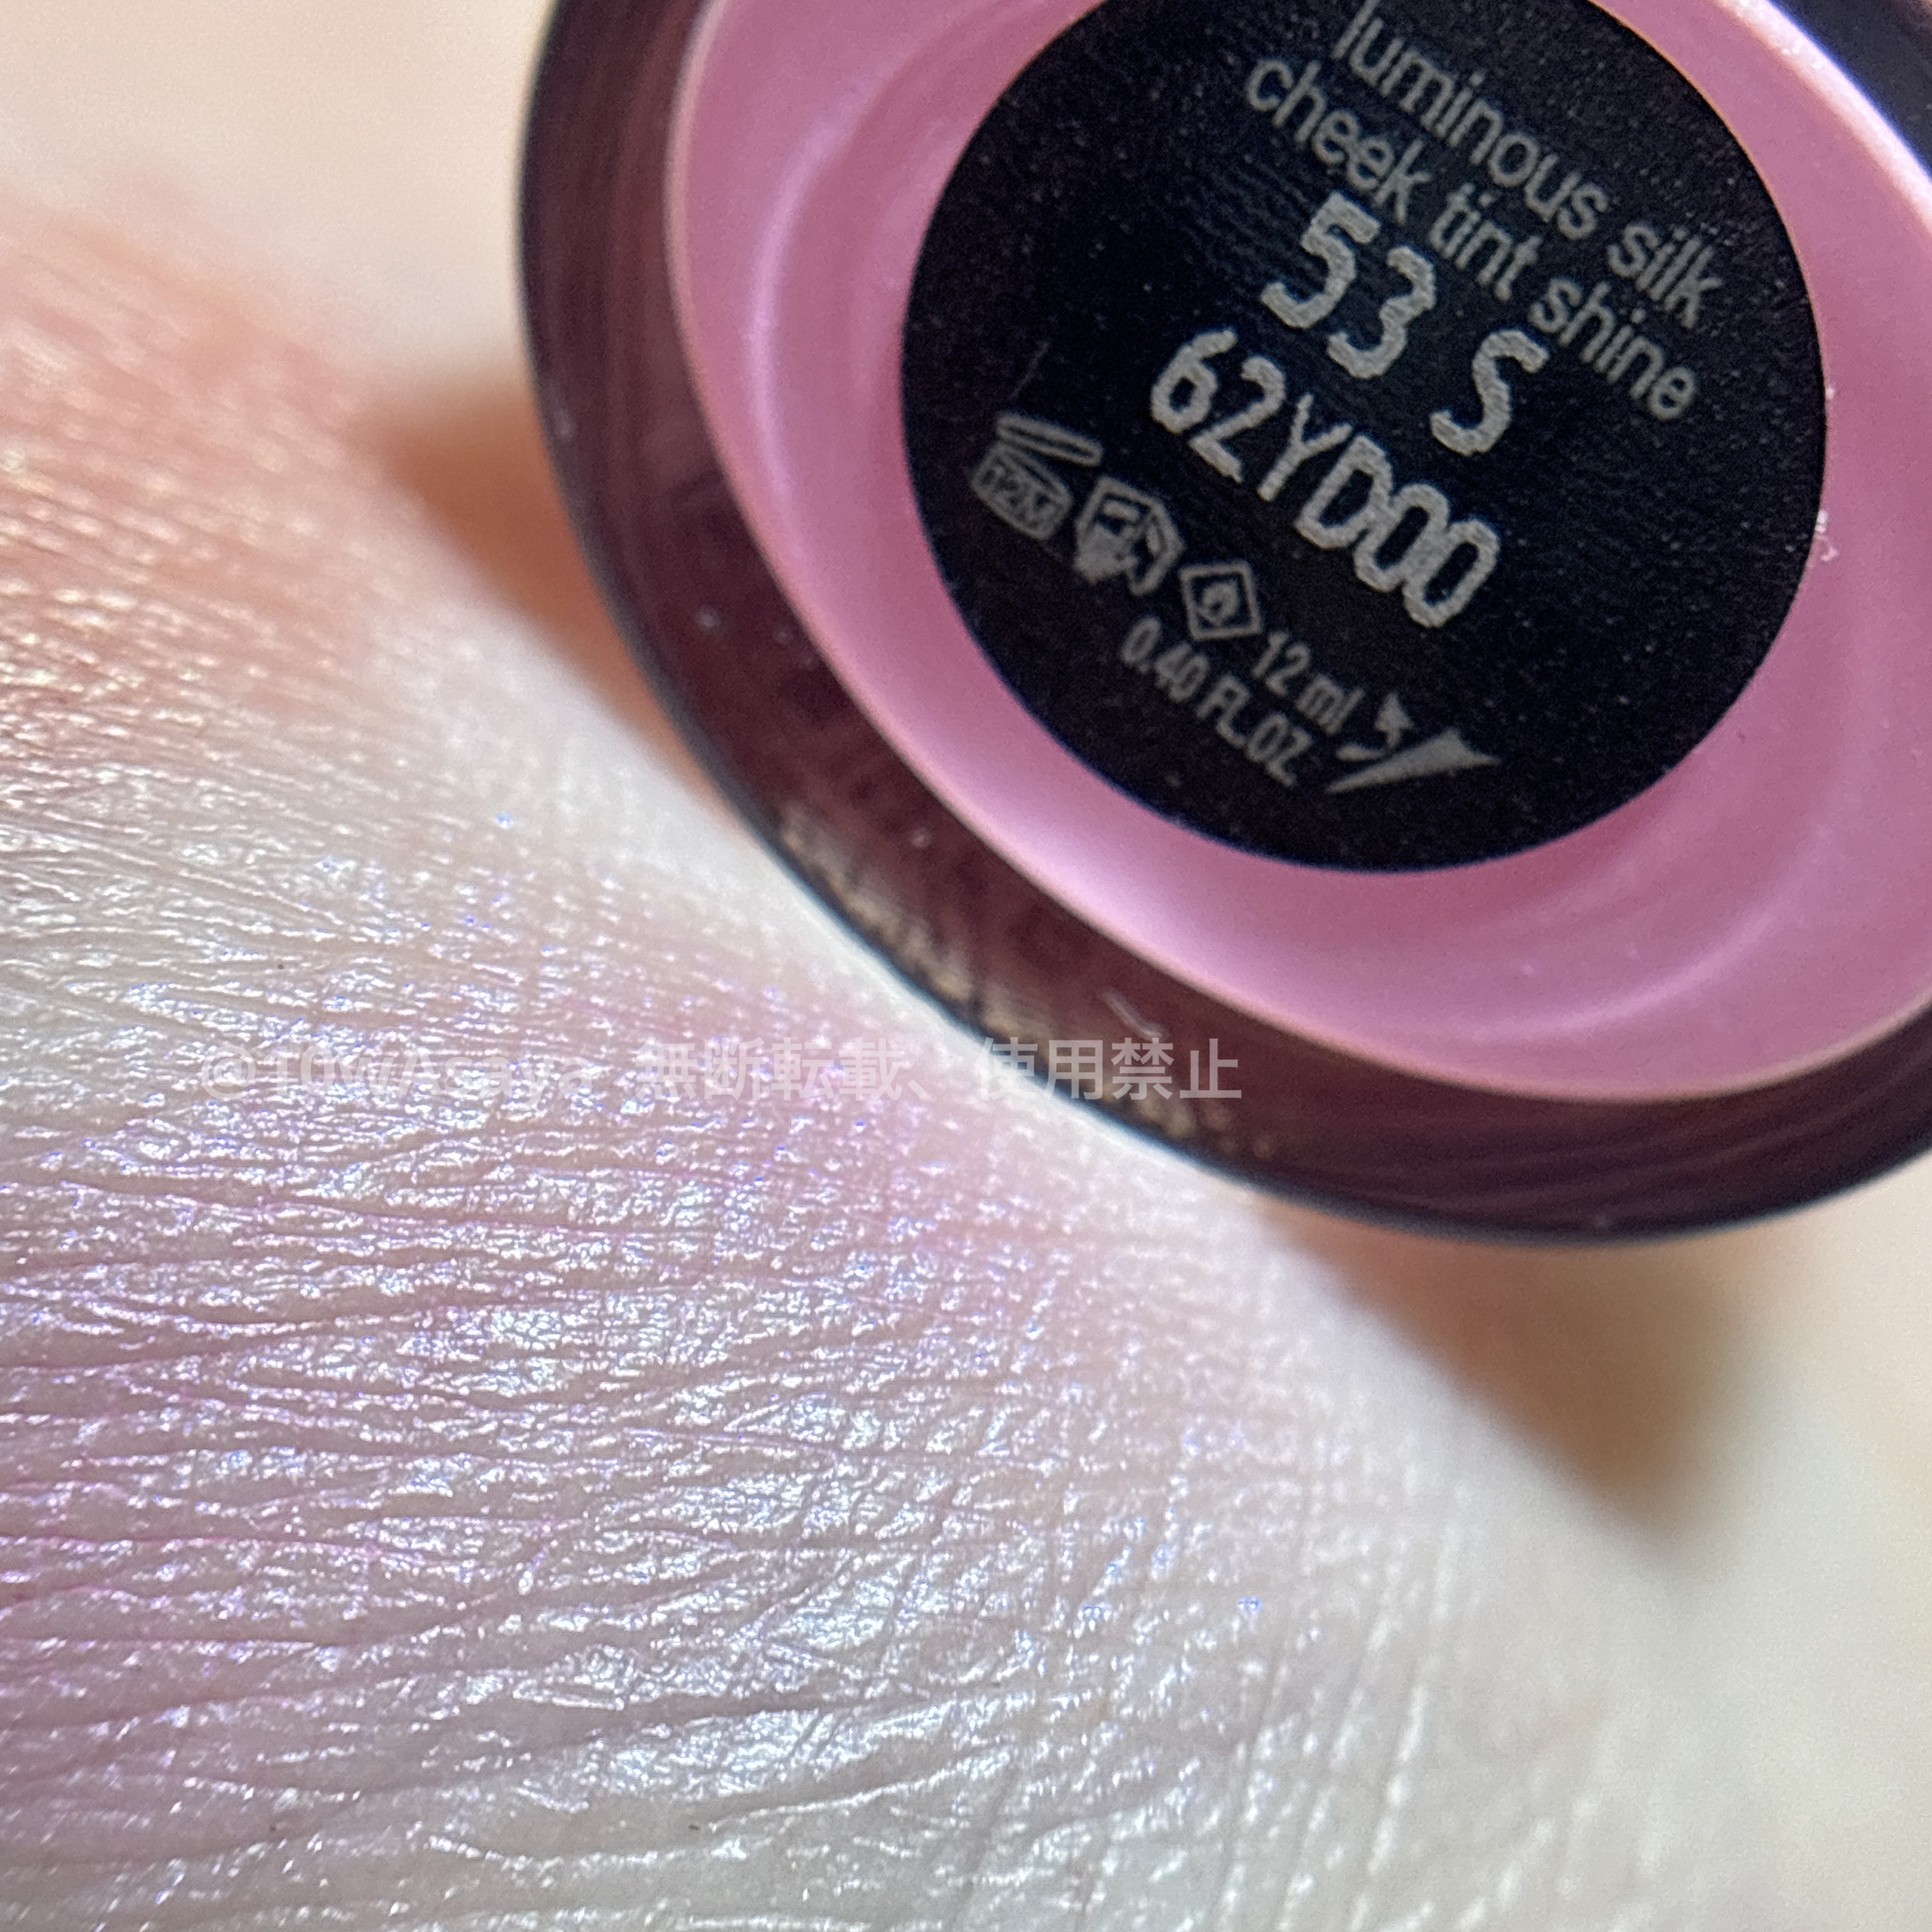 luminous silk
cheek tint shine
53 S
62YD00
12M
12 ml
0.40 FL.OZ.
@10WAsaya 無断転載、使用禁止